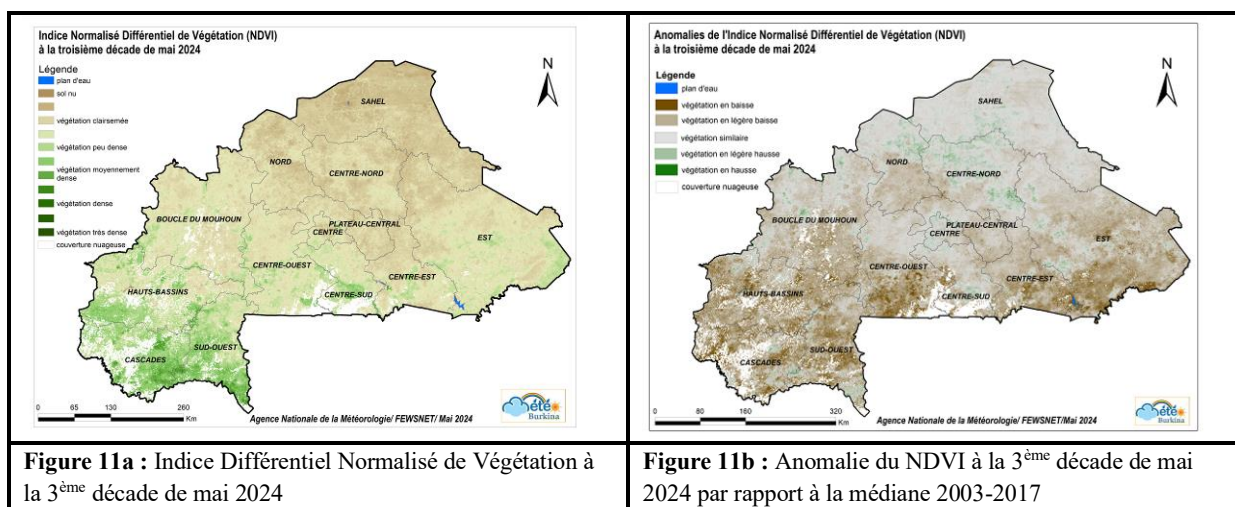 Indice Normalisé Différentiel de Végétation (NDVI)
à la troisième décade de mai 2024
Légende
plan d'eau
sol nu
végétation clairsemée
végétation peu dense
végétation moyennement
dense
végétation dense
végétation très dense
couverture nuageuse
N
SAHEL
NORD
CENTRE-NORD
BOUCLE DU MOUHOUN
PLATEAU-CENTRAL
CENTRE
EST
CENTRE-OUEST
CENTRE-EST
HAUTS-BASSINS
CENTRE-SUD
CASCADES
SUD-OUEST
0 65 130 260
Km
Agence Nationale de la Météorologie/ FEWSNET/ Mai 2024
été
Burkina
Anomalies de l'Indice Normalisé Différentiel de Végétation (NDVI)
à la troisième décade de mai 2024
Légende
plan d'eau
végétation en baisse
végétation en légère baisse
végétation similaire
végétation en légère hausse
végétation en hausse
couverture nuageuse
N
SAHEL
NORD
CENTRE-NORD
BOUCLE DU MOUHOUN
PLATEAU-CENTRAL
CENTRE
EST
CENTRE-OUEST
CENTRE-EST
HAUTS-BASSINS
CENTRE-SUD
CASCADES
SUD-OUEST
0 80 160 320
Km
Agence Nationale de la Météorologie/ FEWSNET/Mai 2024
été
Burkina
Figure 11a : Indice Différentiel Normalisé de Végétation à
la 3ème décade de mai 2024
Figure 11b : Anomalie du NDVI à la 3ème décade de mai
2024 par rapport à la médiane 2003-2017